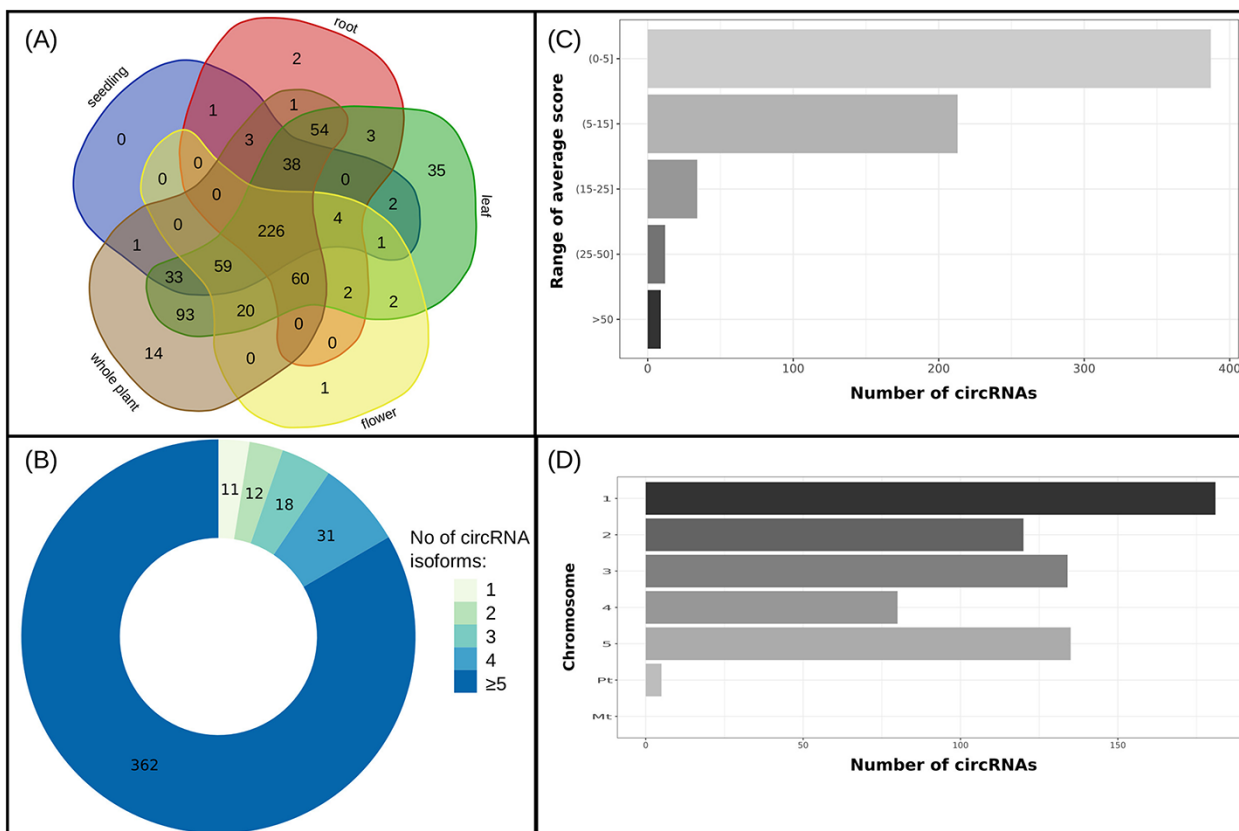 (A)
root
seedling
leaf
whole plant
flower
2
1
1
0
3
54
3
35
38
0
0
0
0
2
4
0
226
1
1
59
33
60
2
2
93
20
0
0
14
0
1
(B)
11
12
18
31
362
No of circRNA
isoforms:
1
2
3
4
≥5
(C)
Range of average score
(0-5]
(5-15]
(15-25]
(25-50]
>50
0 100 200 300 400
Number of circRNAs
(D)
Chromosome
1
2
3
4
5
Pt
Mt
0 50 100 150
Number of circRNAs